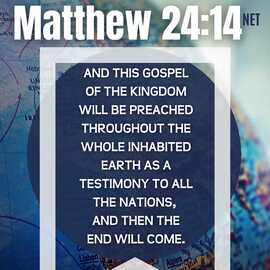 Matthew 24:14 NET
AND THIS GOSPEL
OF THE KINGDOM
WILL BE PREACHED
THROUGHOUT THE
WHOLE INHABITED
EARTH AS A
TESTIMONY TO ALL
THE NATIONS,
AND THEN THE
END WILL COME.